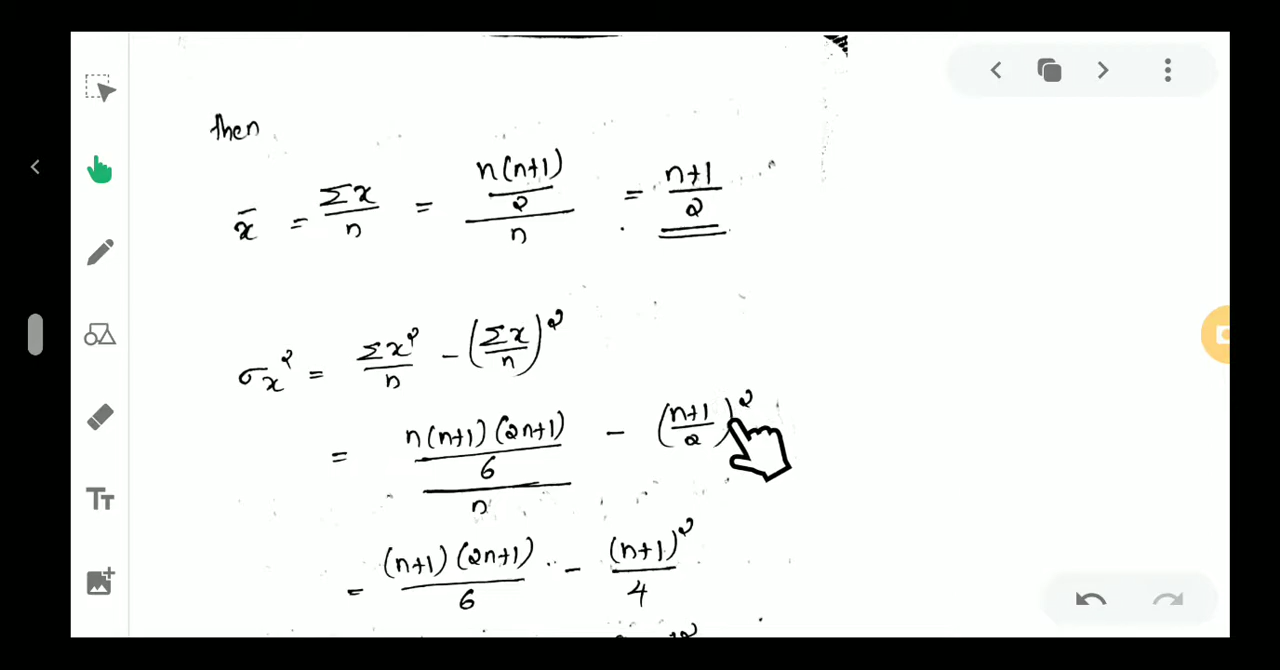 then
x̄ = Σx/n = (n(n+1)/2)/n = n+1/2
σx² = Σx²/n - (Σx/n)²
= (n(n+1)(2n+1)/6)/n - (n+1/2)²
= (n+1)(2n+1)/6 - (n+1)²/4
TT